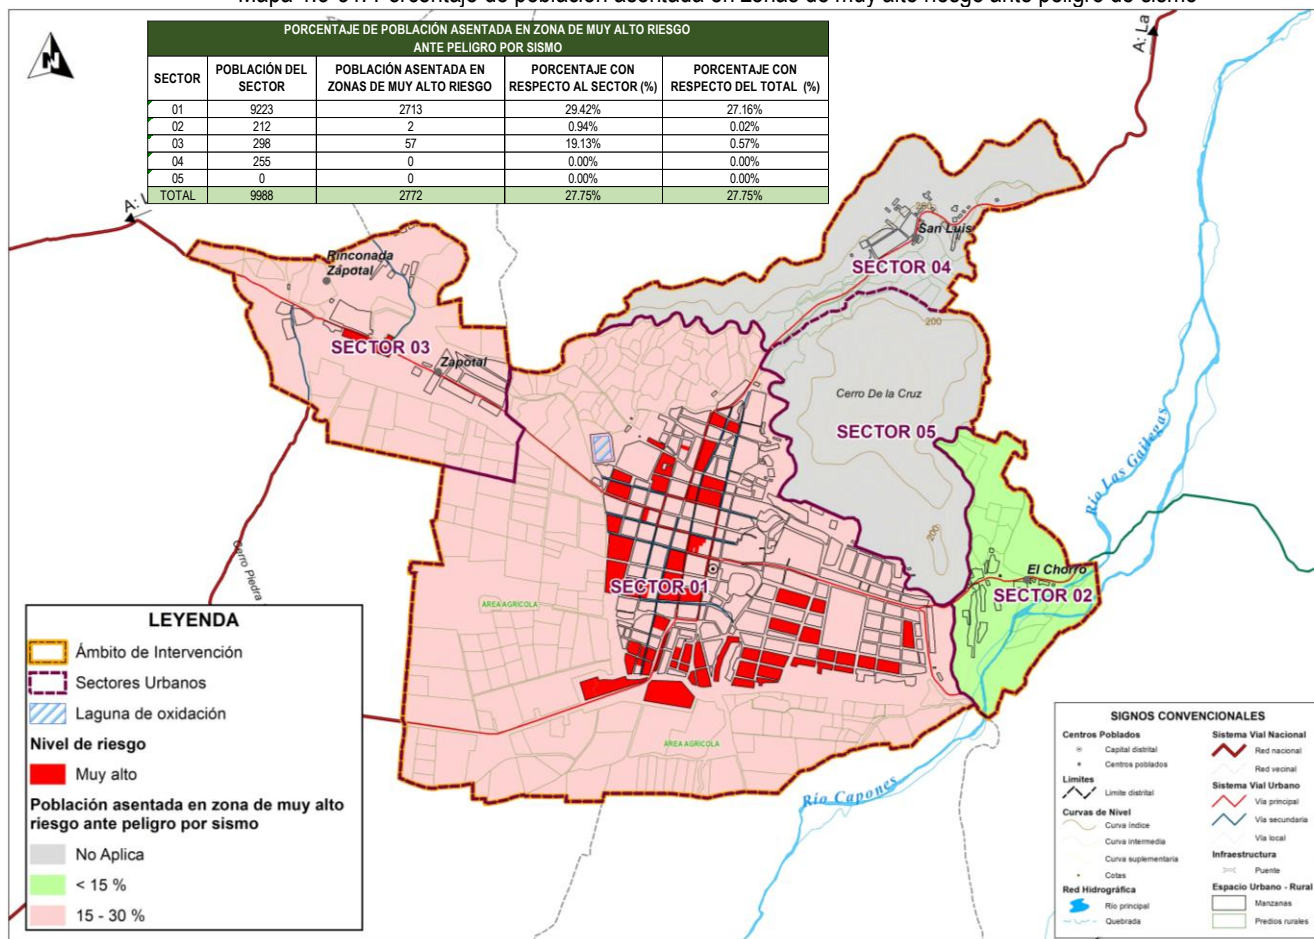 PORCENTAJE DE POBLACIÓN ASENTADA EN ZONA DE MUY ALTO RIESGO
ANTE PELIGRO POR SISMO
SECTOR POBLACIÓN DEL SECTOR POBLACIÓN ASENTADA EN ZONAS DE MUY ALTO RIESGO PORCENTAJE CON RESPECTO AL SECTOR (%) PORCENTAJE CON RESPECTO DEL TOTAL (%)
01 9223 2713 29.42% 27.16%
02 212 2 0.94% 0.02%
03 298 57 19.13% 0.57%
04 255 0 0.00% 0.00%
05 0 0 0.00% 0.00%
TOTAL 9988 2772 27.75% 27.75%
N
A: La
A:
Rinconada
Zapotal
SECTOR 03
Zapotal
280
San Luis
SECTOR 04
200
Cerro De la Cruz
SECTOR 05
200
Río Las Gallegas
El Chorro
SECTOR 02
SECTOR 01
AREA AGRICOLA
AREA AGRICOLA
Cerro Piedra
Río Capones
LEYENDA
Ámbito de Intervención
Sectores Urbanos
Laguna de oxidación
Nivel de riesgo
Muy alto
Población asentada en zona de muy alto
riesgo ante peligro por sismo
No Aplica
< 15 %
15 - 30 %
SIGNOS CONVENCIONALES
Centros Poblados
Capital distrital
Centros poblados
Límites
Límite distrital
Curvas de Nivel
Curva índice
Curva intermedia
Curva suplementaria
Cotas
Red Hidrográfica
Río principal
Quebrada
Sistema Vial Nacional
Red nacional
Red vecinal
Sistema Vial Urbano
Vía principal
Vía secundaria
Vía local
Infraestructura
Puente
Espacio Urbano - Rural
Manzanas
Predios rurales